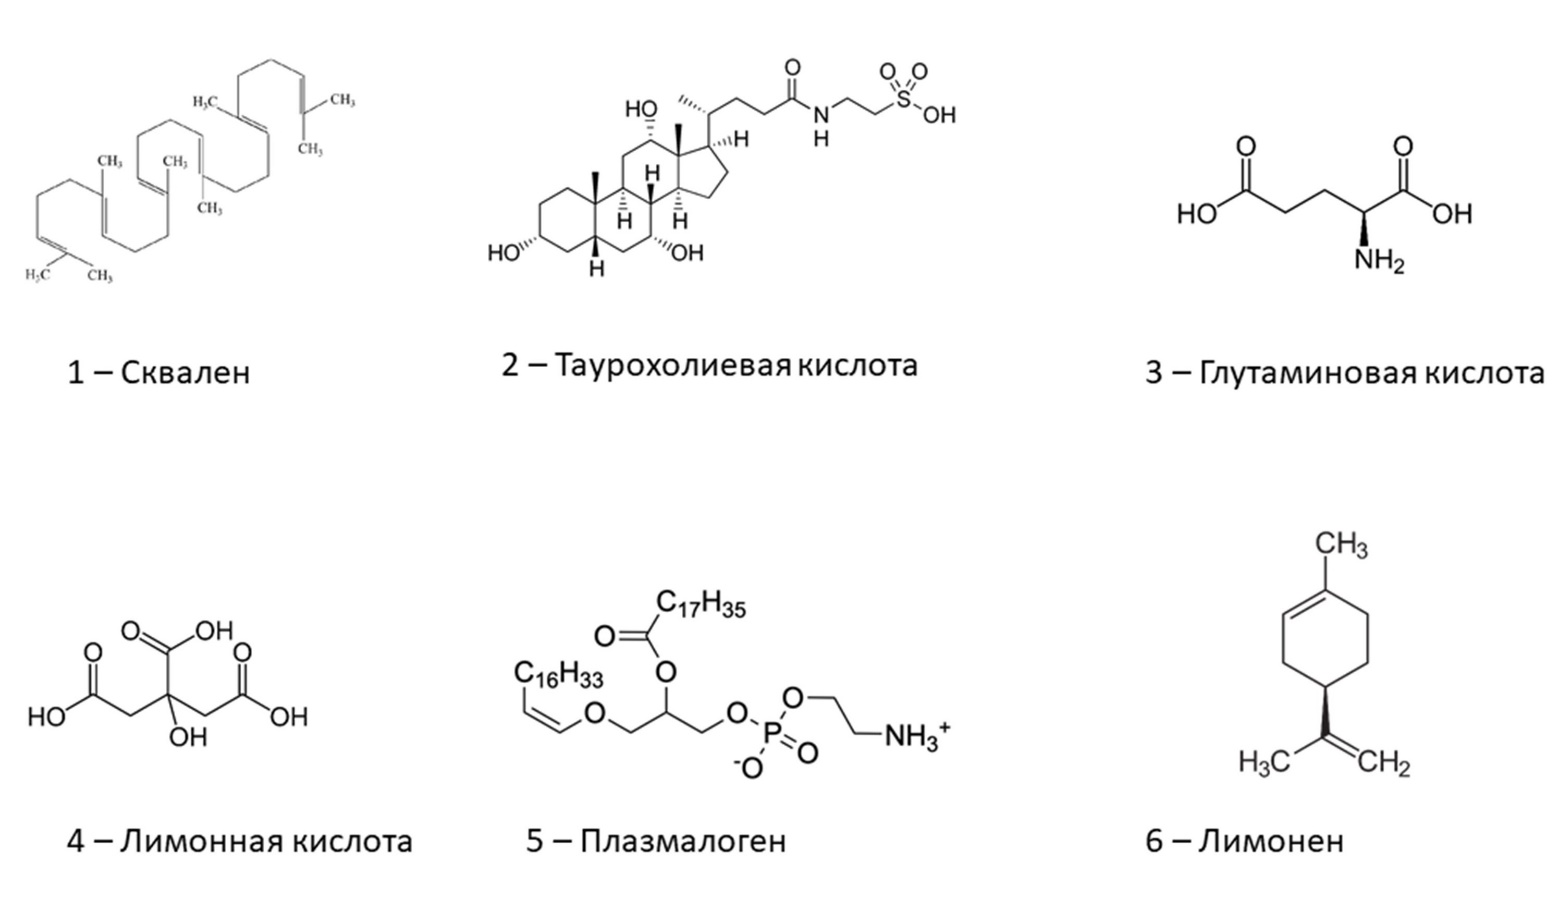 H₃C
CH₃
CH₃
CH₃
CH₃
CH₃
H₃C
CH₃
1 – Сквален
O
O O
S
OH
HO
N
H
H
H
H
H
HO
OH
H
2 – Таурохолиевая кислота
O
O
HO
OH
NH₂
3 – Глутаминовая кислота
O
OH
O
O
HO
OH
OH
4 – Лимонная кислота
C₁₇H₃₅
O
O
C₁₆H₃₃
O
O
O
P
NH₃⁺
⁻O
O
5 – Плазмалоген
CH₃
H₃C
CH₂
6 – Лимонен